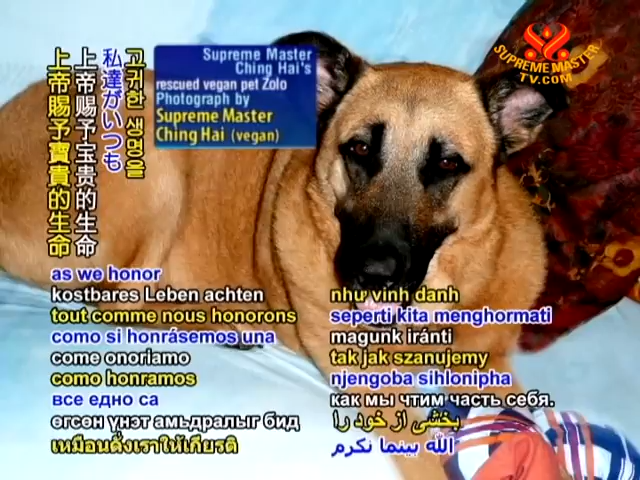 Supreme Master
Ching Hai's
rescued vegan pet Zolo
Photograph by
Supreme Master
Ching Hai (vegan)
SUPREME MASTER
TV.COM
고귀한 생명을
私達がいつも
上帝赐予宝贵的生命
上帝賜予寶貴的生命
as we honor
kostbares Leben achten
tout comme nous honorons
como si honrásemos una
come onoriamo
como honramos
все едно са
өгсөн үнэт амьдралыг бид
เหมือนดั่งเราให้เกียรติ
như vinh danh
seperti kita menghormati
magunk iránti
tak jak szanujemy
njengoba sihlonipha
как мы чтим часть себя.
بخشی از خود را
الله بينما نكرم